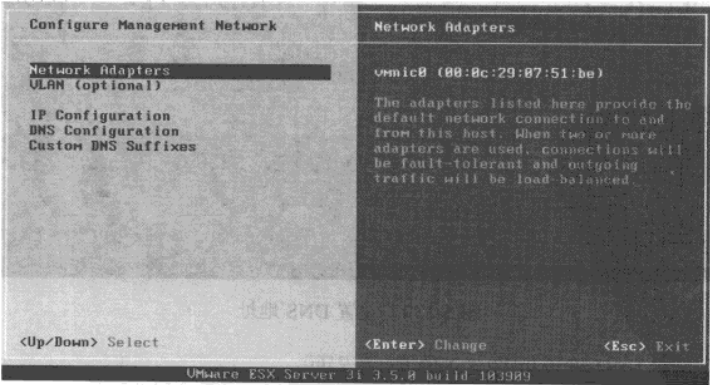 Configure Management Network
Network Adapters
Network Adapters
VLAN (optional)
IP Configuration
DNS Configuration
Custom DNS Suffixes
vmnic0 (00:0c:29:07:51:be)
The adapters listed here provide the
default network connection to and
from this host. When two or more
adapters are used, connections will
be fault-tolerant and outgoing
traffic will be load-balanced.
<Up/Down> Select
<Enter> Change
<Esc> Exit
VMware ESX Server 3i 3.5.0 build-103909